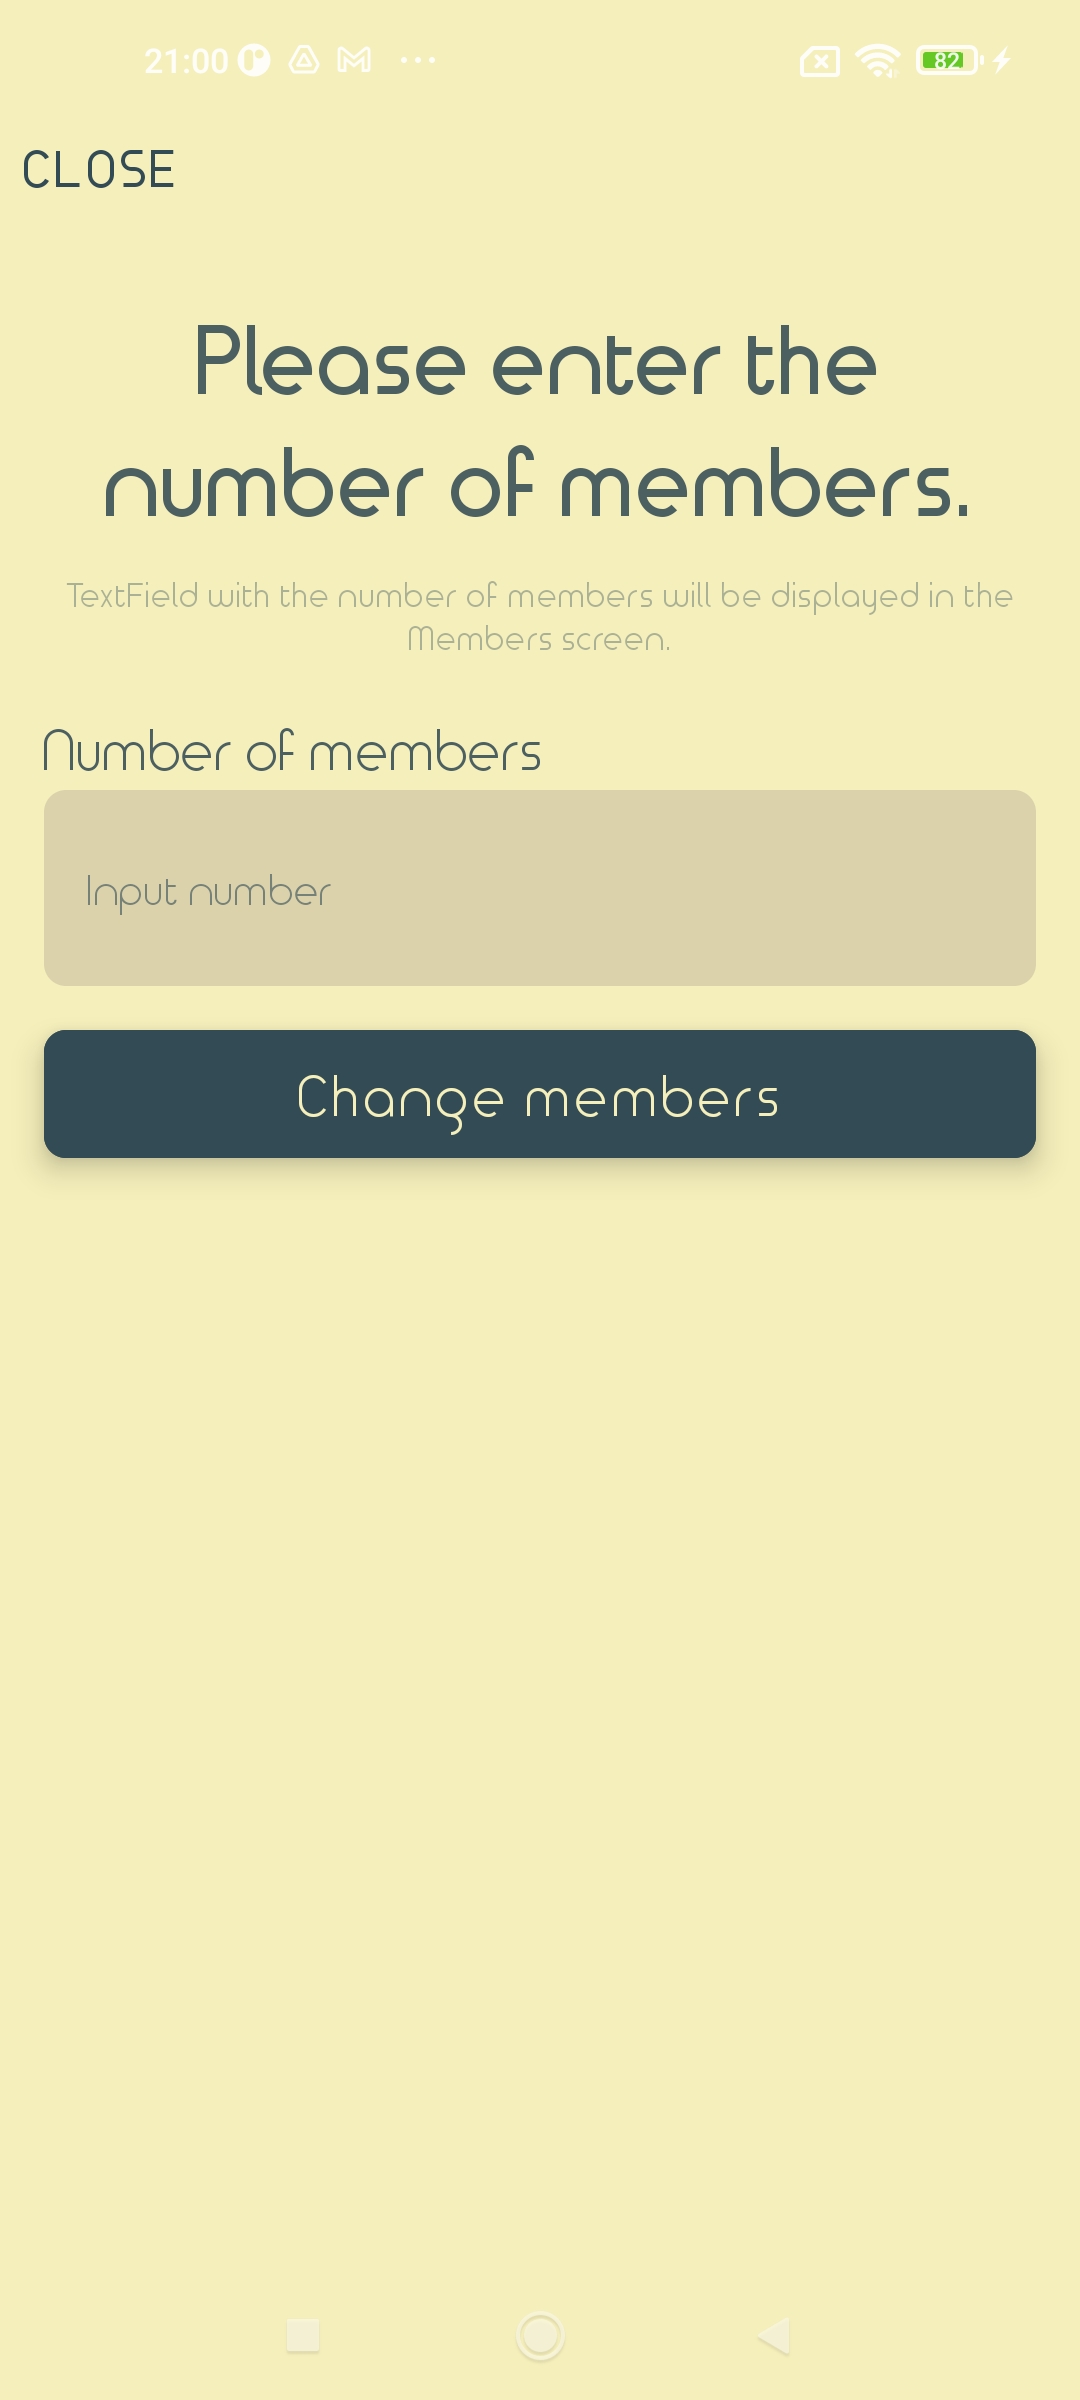 21:00
82
CLOSE
Please enter the
number of members.
TextField with the number of members will be displayed in the
Members screen.
Number of members
Input number
Change members